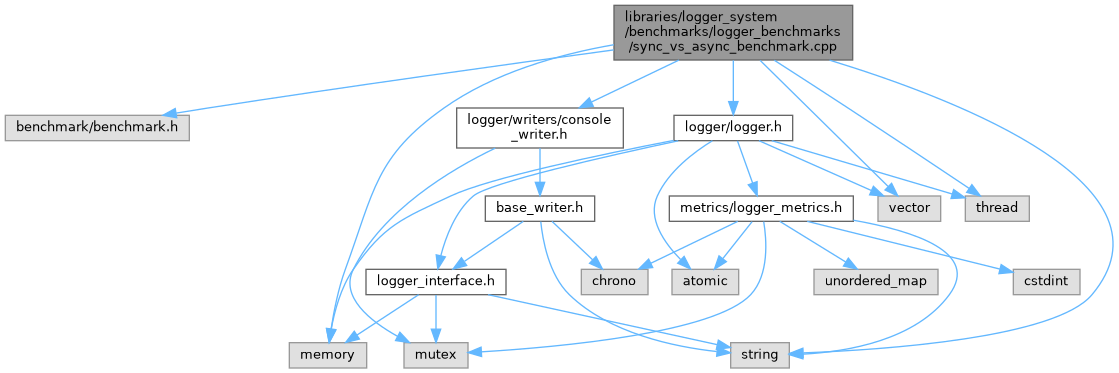 libraries/logger_system
/benchmarks/logger_benchmarks
/sync_vs_async_benchmark.cpp
benchmark/benchmark.h
logger/writers/console
_writer.h
logger/logger.h
base_writer.h
metrics/logger_metrics.h
vector
thread
logger_interface.h
chrono
atomic
unordered_map
cstdint
memory
mutex
string